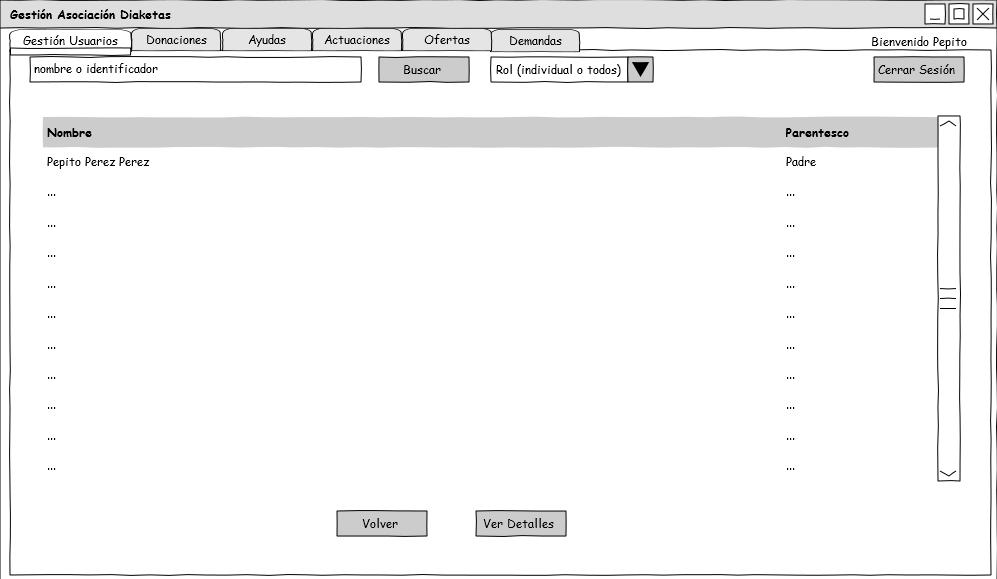 Gestión Asociación Diaketas
Gestión Usuarios Donaciones Ayudas Actuaciones Ofertas Demandas Bienvenido Pepito
nombre o identificador Buscar Rol (individual o todos) Cerrar Sesión
Nombre Parentesco
Pepito Perez Perez Padre
... ...
... ...
... ...
... ...
... ...
... ...
... ...
... ...
... ...
... ...
Volver Ver Detalles